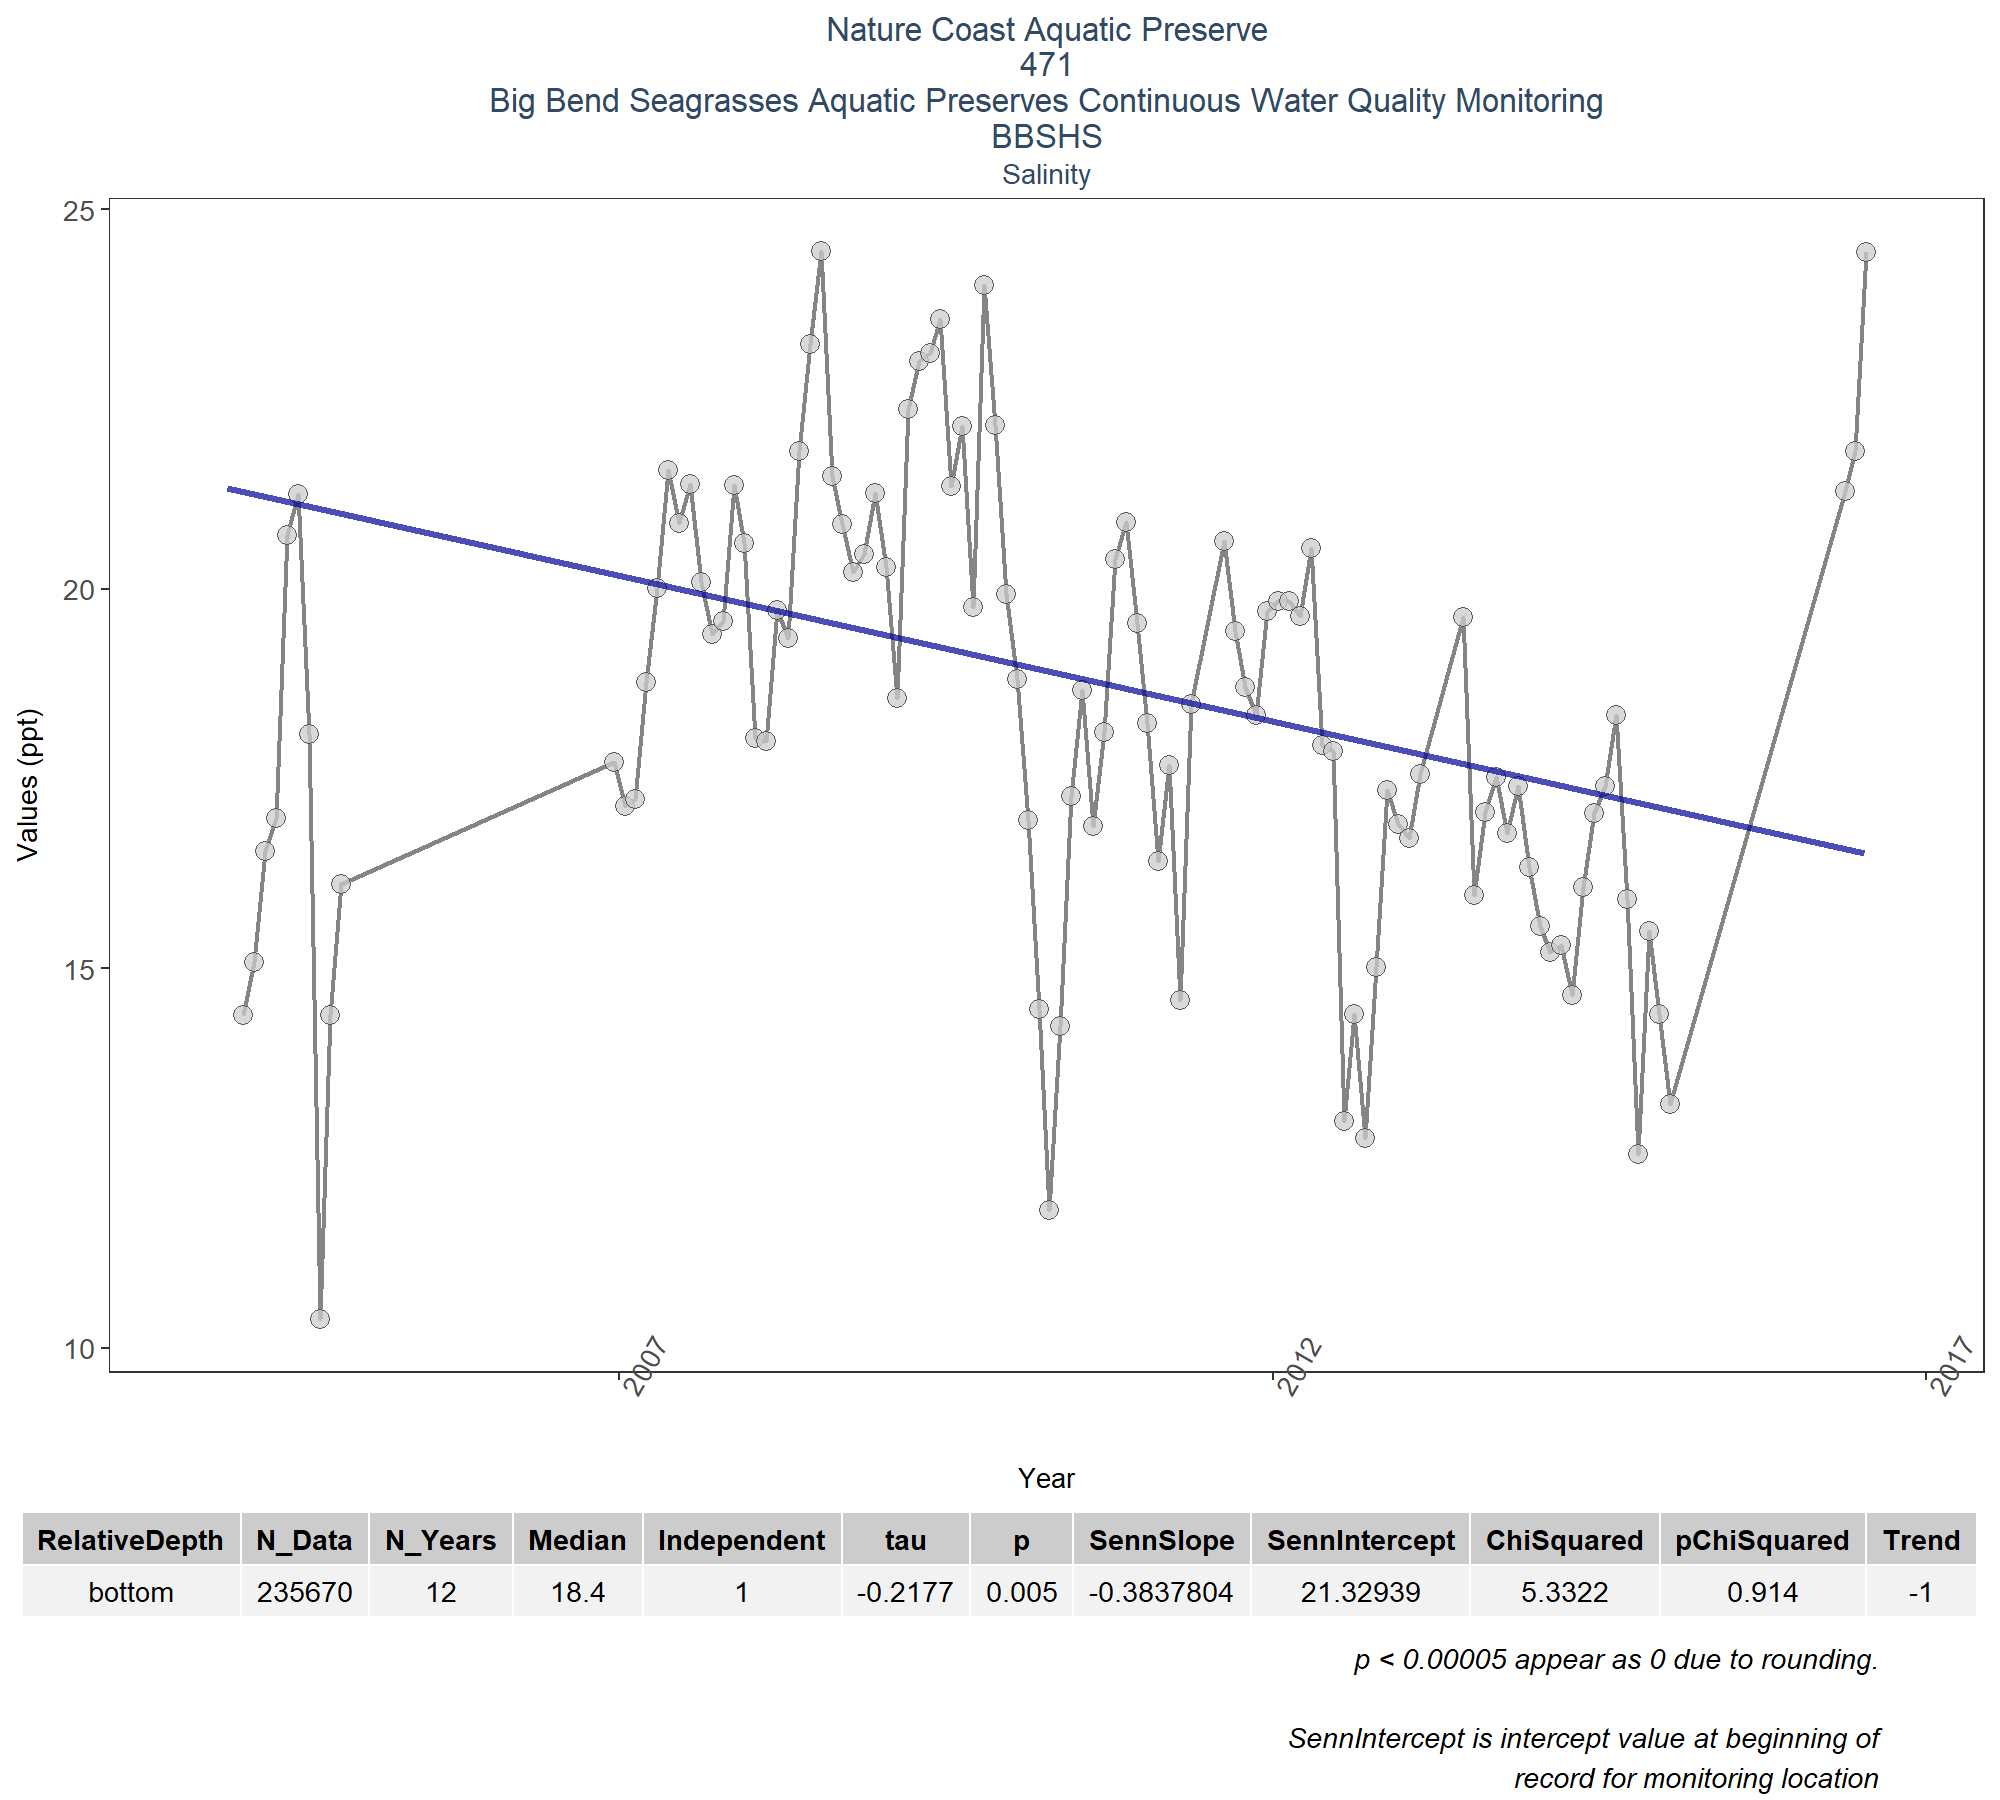 Nature Coast Aquatic Preserve
471
Big Bend Seagrasses Aquatic Preserves Continuous Water Quality Monitoring
BBSHS
Salinity
25
20
15
10
Values (ppt)
2007
2012
2017
Year
RelativeDepth N_Data N_Years Median Independent tau p SennSlope SennIntercept ChiSquared pChiSquared Trend
bottom 235670 12 18.4 1 -0.2177 0.005 -0.3837804 21.32939 5.3322 0.914 -1
p < 0.00005 appear as 0 due to rounding.
SennIntercept is intercept value at beginning of
record for monitoring location